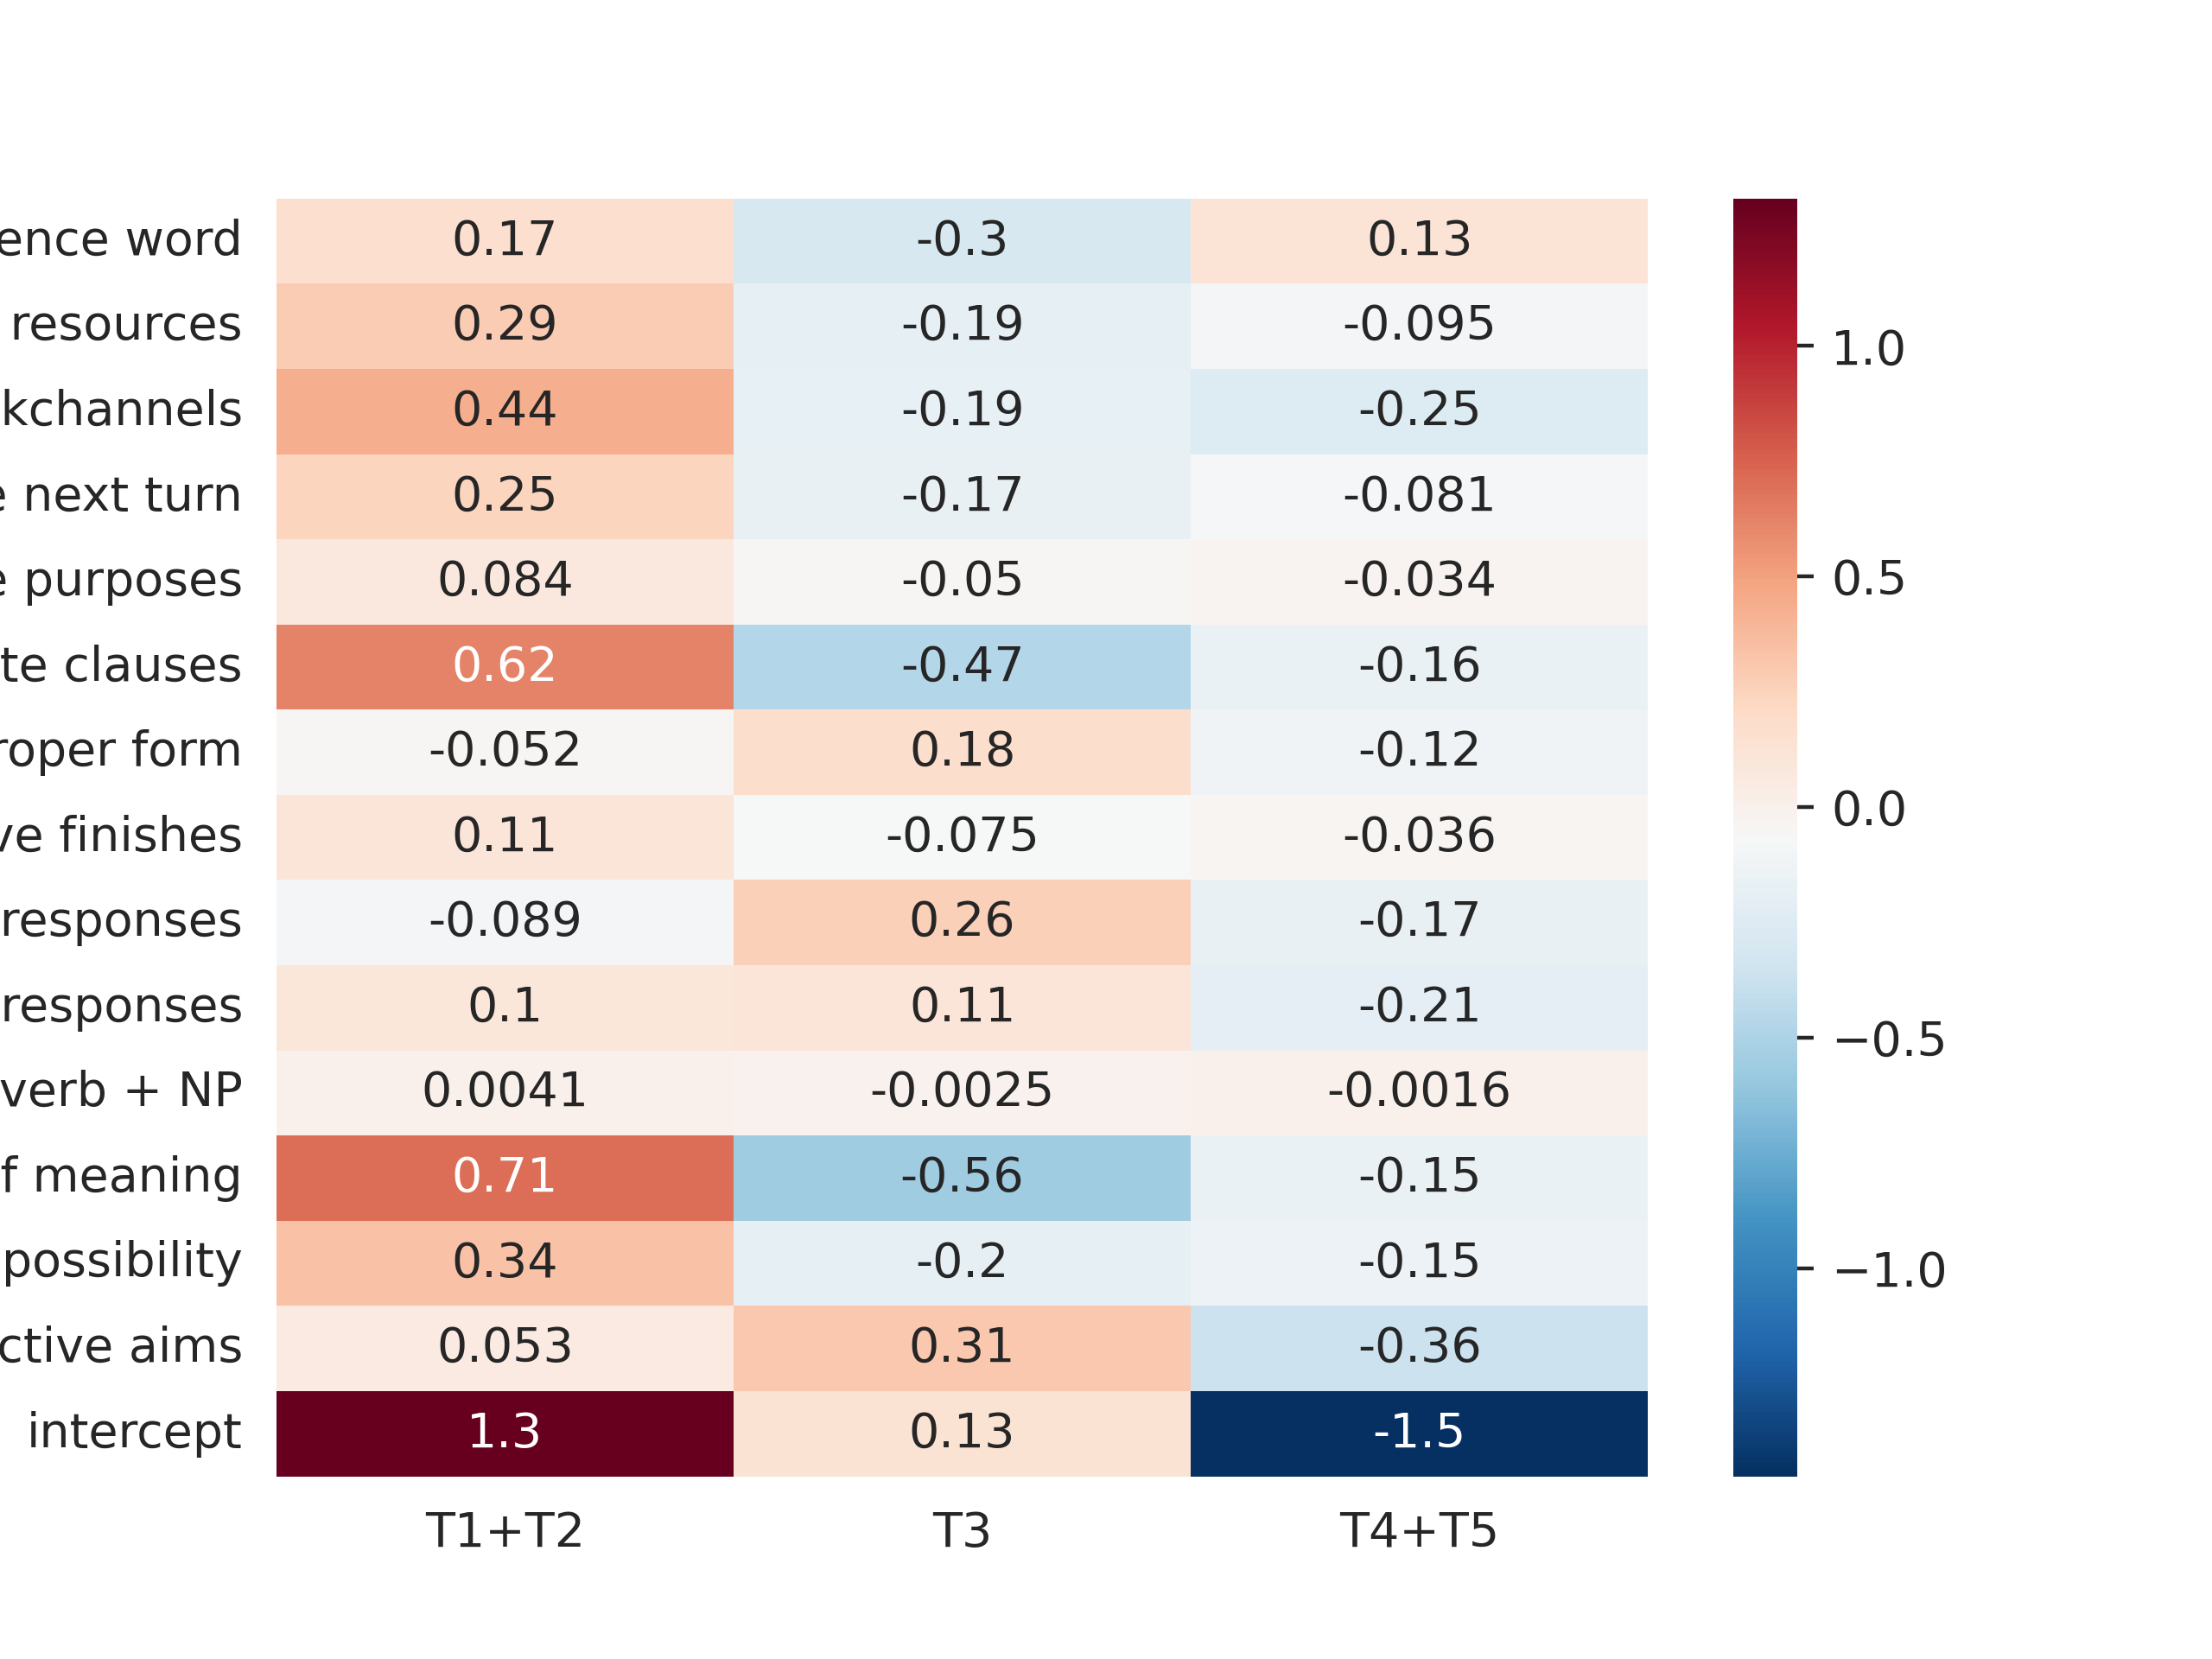 ence word 0.17 -0.3 0.13
resources 0.29 -0.19 -0.095
kchannels 0.44 -0.19 -0.25
e next turn 0.25 -0.17 -0.081
e purposes 0.084 -0.05 -0.034
te clauses 0.62 -0.47 -0.16
roper form -0.052 0.18 -0.12
ve finishes 0.11 -0.075 -0.036
responses -0.089 0.26 -0.17
responses 0.1 0.11 -0.21
verb + NP 0.0041 -0.0025 -0.0016
f meaning 0.71 -0.56 -0.15
possibility 0.34 -0.2 -0.15
ctive aims 0.053 0.31 -0.36
intercept 1.3 0.13 -1.5
T1+T2 T3 T4+T5
1.0
0.5
0.0
−0.5
−1.0